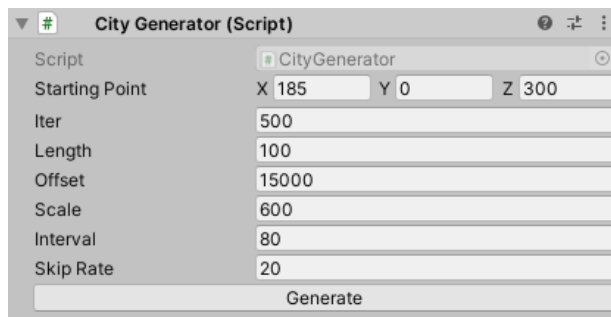 # City Generator (Script)
Script # CityGenerator
Starting Point X 185 Y 0 Z 300
Iter 500
Length 100
Offset 15000
Scale 600
Interval 80
Skip Rate 20
Generate